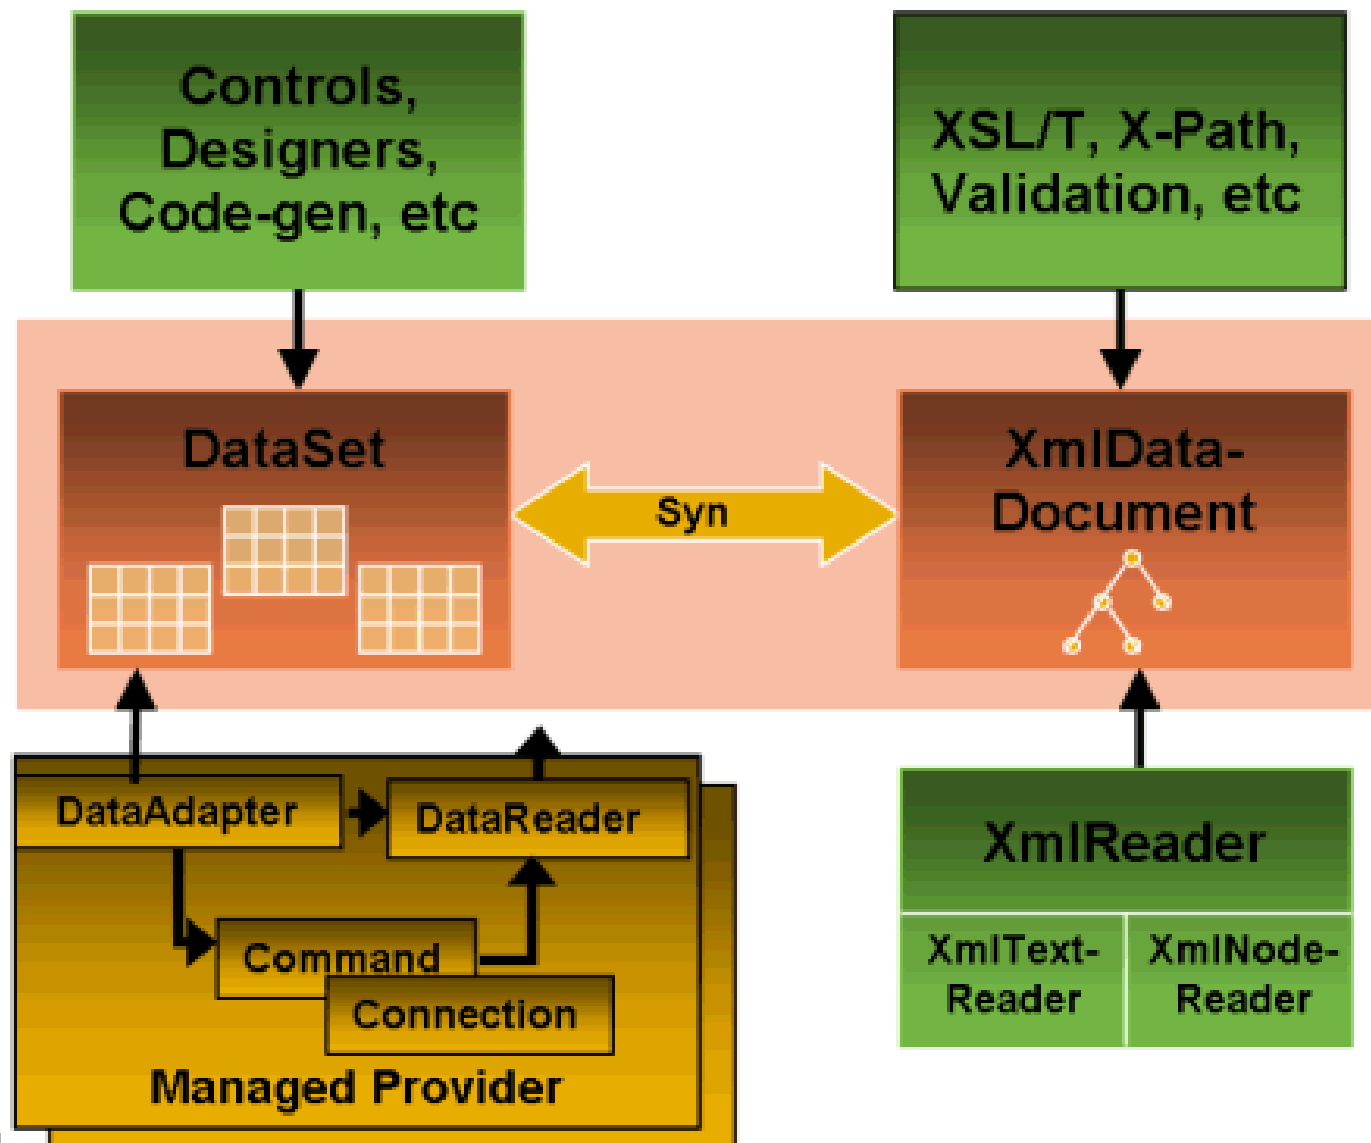 Controls,
Designers,
Code-gen, etc
XSL/T, X-Path,
Validation, etc
DataSet
Syn
XmlData-
Document
DataAdapter
DataReader
Command
Connection
Managed Provider
XmlReader
XmlText-
Reader
XmlNode-
Reader